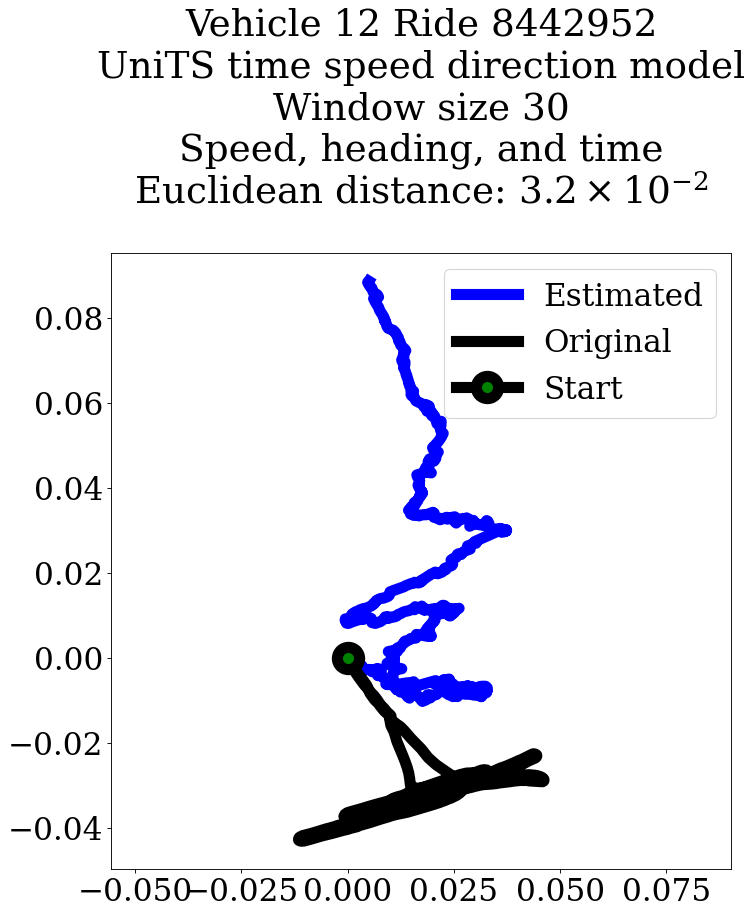 Vehicle 12 Ride 8442952
UniTS time speed direction model
Window size 30
Speed, heading, and time
Euclidean distance: 3.2 × 10⁻²
Estimated
Original
Start
0.08
0.06
0.04
0.02
0.00
−0.02
−0.04
−0.050 −0.025 0.000 0.025 0.050 0.075